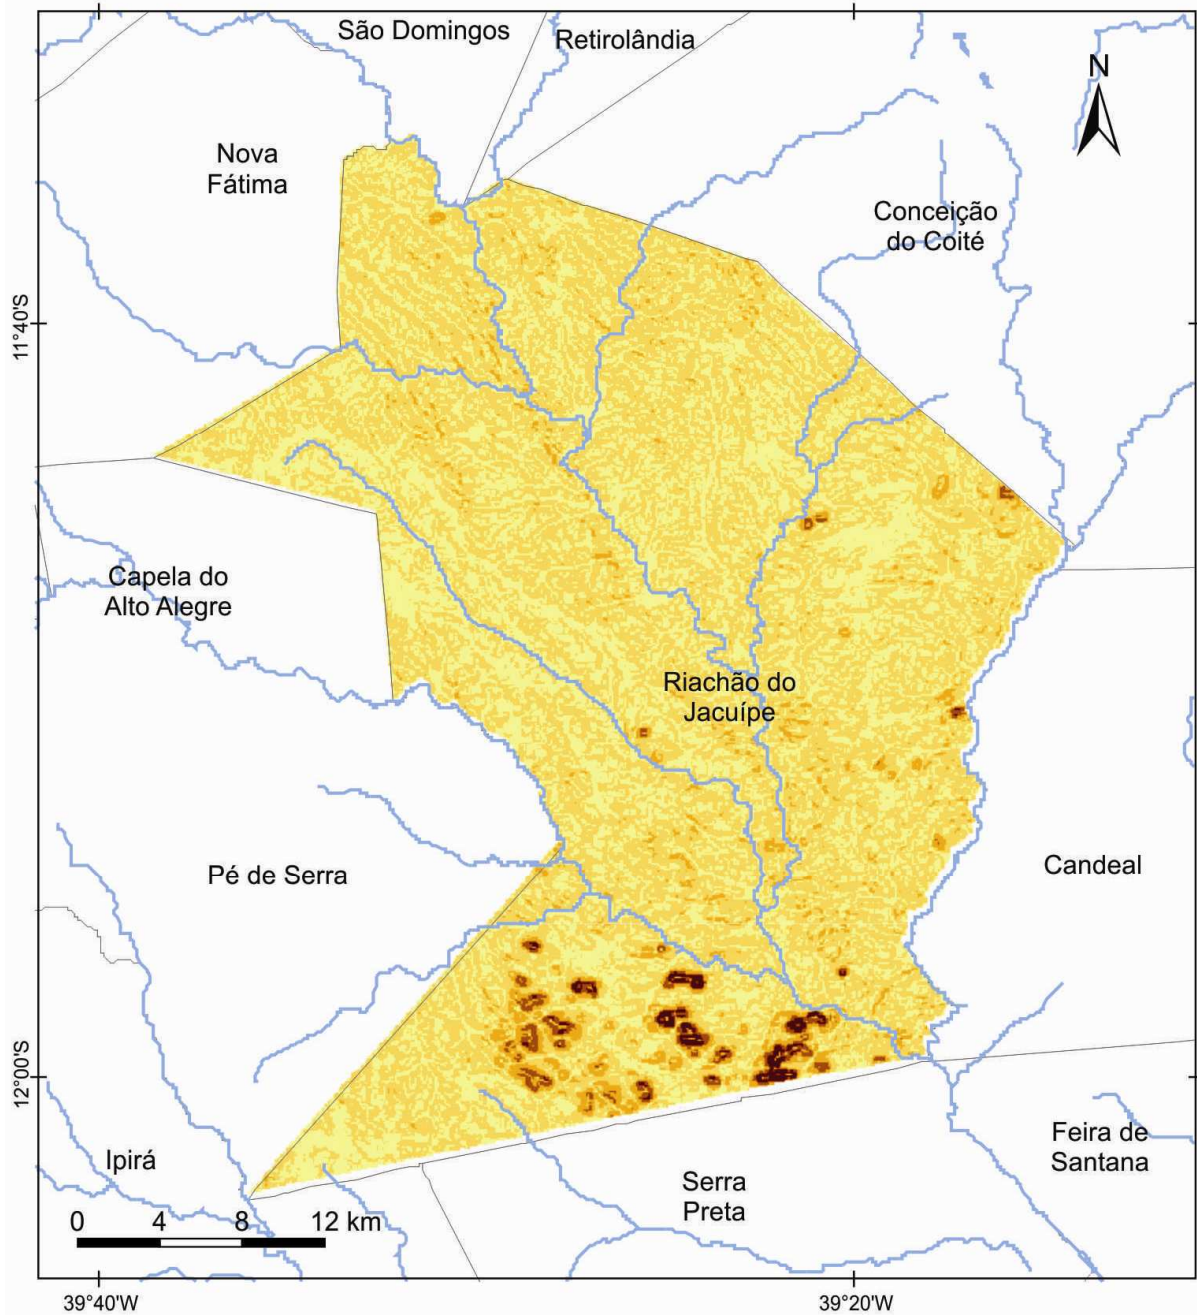 São Domingos
Retirolândia
N
Nova
Fátima
Conceição
do Coité
11°40'S
Capela do
Alto Alegre
Riachão do
Jacuípe
Pé de Serra
Candeal
12°00'S
Ipirá
Feira de
Santana
Serra
Preta
0 4 8 12 km
39°40'W
39°20'W